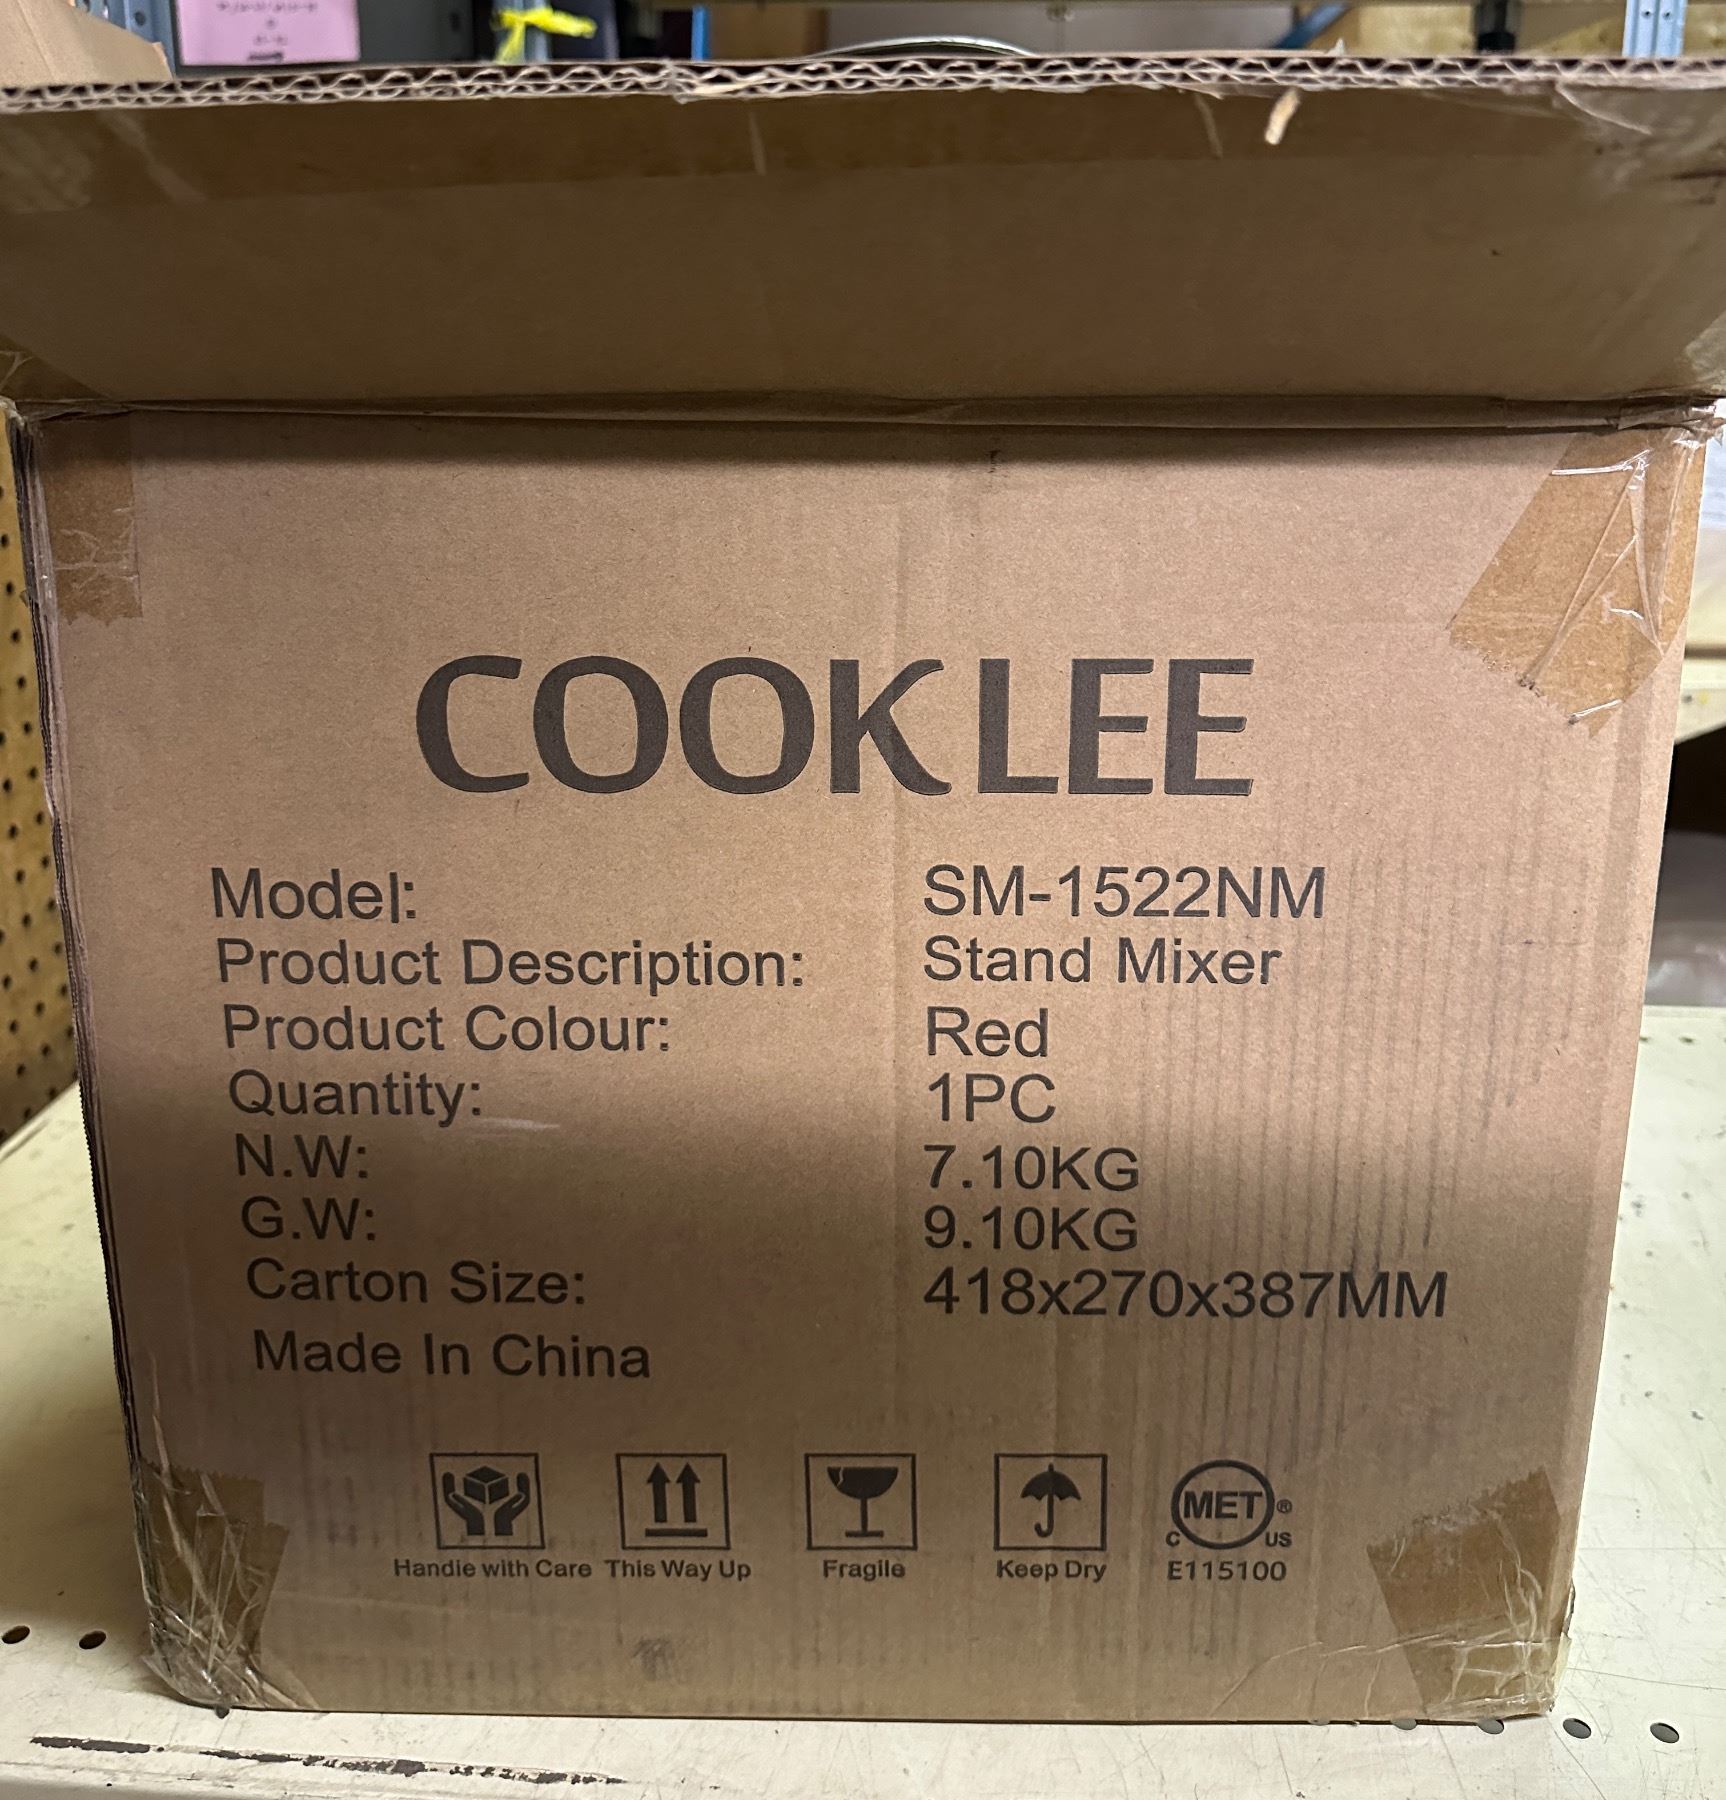 COOKLEE
Model: SM-1522NM
Product Description: Stand Mixer
Product Colour: Red
Quantity: 1PC
N.W: 7.10KG
G.W: 9.10KG
Carton Size: 418x270x387MM
Made In China
Handle with Care This Way Up Fragile Keep Dry
MET®
C US
E115100